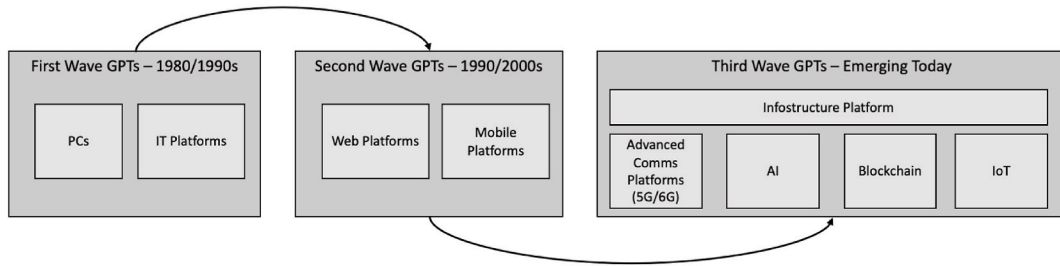 First Wave GPTs – 1980/1990s
PCs
IT Platforms
Second Wave GPTs – 1990/2000s
Web Platforms
Mobile
Platforms
Third Wave GPTs – Emerging Today
Infostructure Platform
Advanced
Comms
Platforms
(5G/6G)
AI
Blockchain
IoT